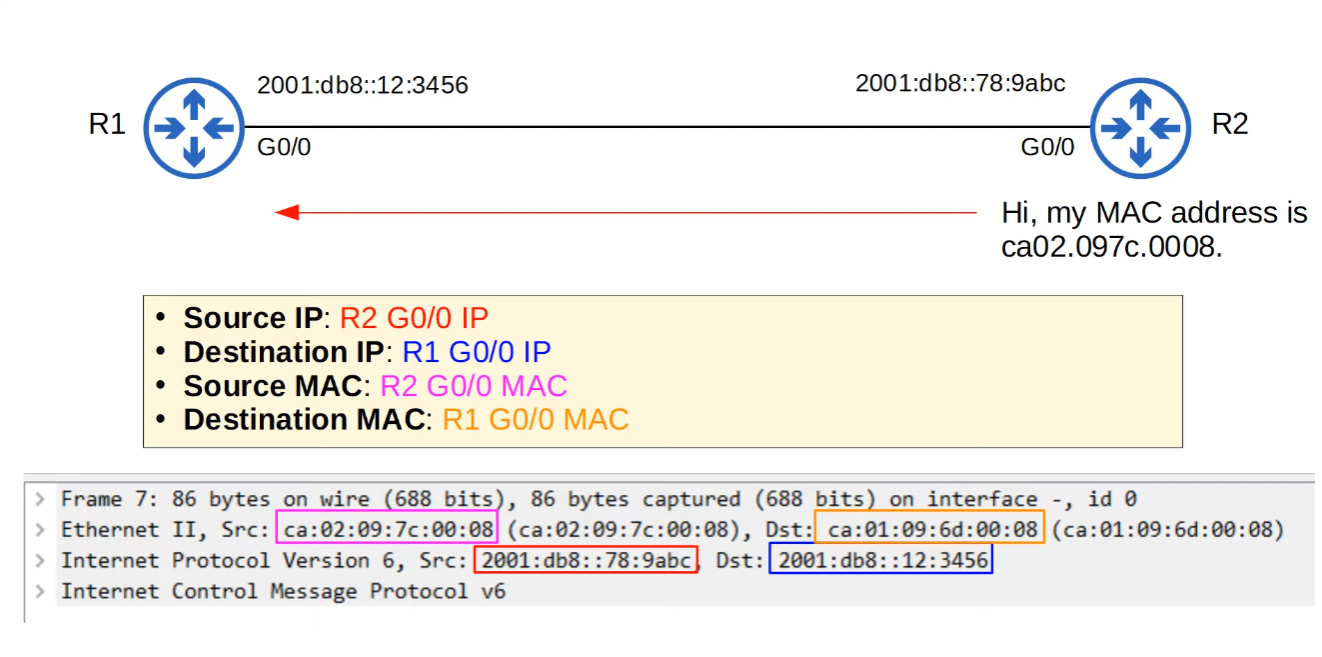 2001:db8::12:3456
2001:db8::78:9abc
R1
R2
G0/0
G0/0
Hi, my MAC address is
ca02.097c.0008.
• Source IP: R2 G0/0 IP
• Destination IP: R1 G0/0 IP
• Source MAC: R2 G0/0 MAC
• Destination MAC: R1 G0/0 MAC
> Frame 7: 86 bytes on wire (688 bits), 86 bytes captured (688 bits) on interface -, id 0
> Ethernet II, Src: ca:02:09:7c:00:08 (ca:02:09:7c:00:08), Dst: ca:01:09:6d:00:08 (ca:01:09:6d:00:08)
> Internet Protocol Version 6, Src: 2001:db8::78:9abc, Dst: 2001:db8::12:3456
> Internet Control Message Protocol v6